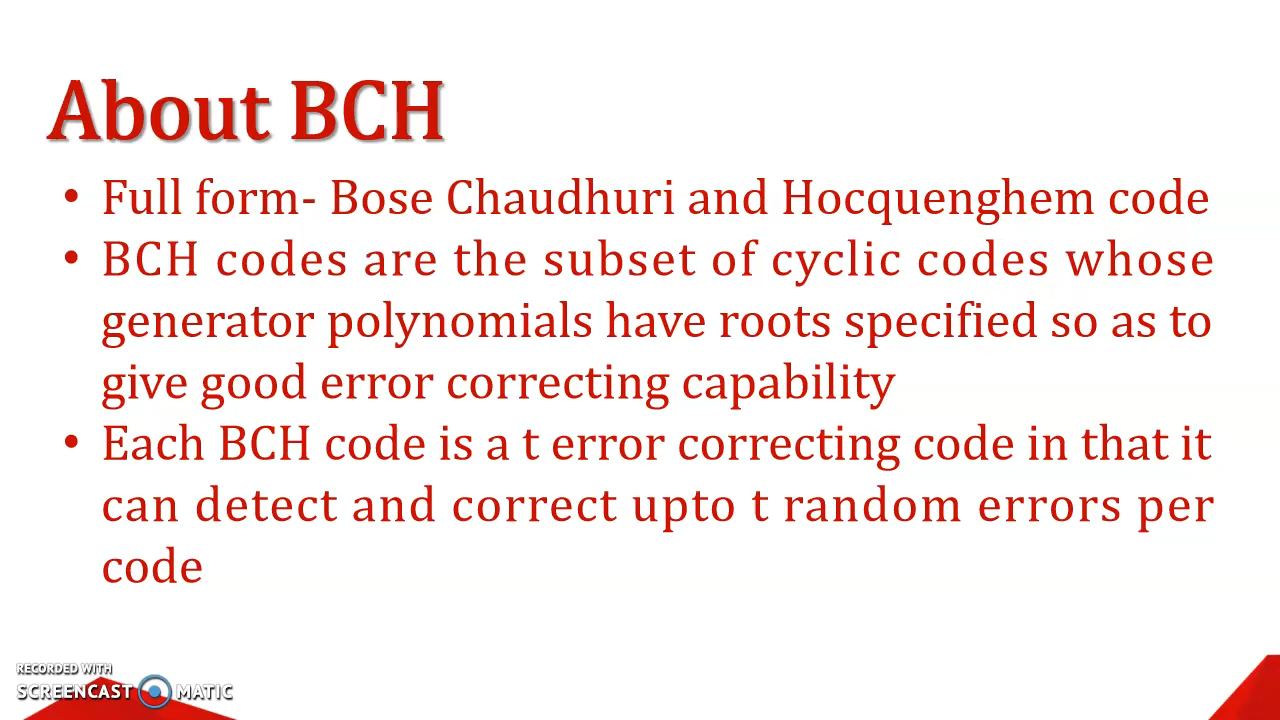 About BCH
• Full form- Bose Chaudhuri and Hocquenghem code
• BCH codes are the subset of cyclic codes whose
generator polynomials have roots specified so as to
give good error correcting capability
• Each BCH code is a t error correcting code in that it
can detect and correct upto t random errors per
code
RECORDED WITH
SCREENCAST MATIC